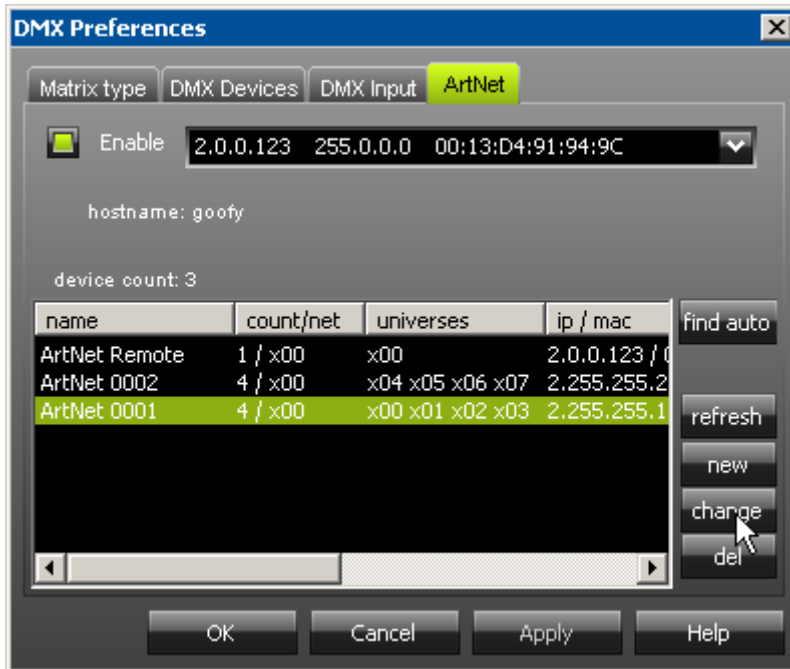 DMX Preferences
Matrix type DMX Devices DMX Input ArtNet
Enable 2.0.0.123 255.0.0.0 00:13:D4:91:94:9C
hostname: goofy
device count: 3
name count/net universes ip / mac find auto
ArtNet Remote 1 / x00 x00 2.0.0.123 /
ArtNet 0002 4 / x00 x04 x05 x06 x07 2.255.255.2
ArtNet 0001 4 / x00 x00 x01 x02 x03 2.255.255.1
refresh
new
change
del
OK Cancel Apply Help